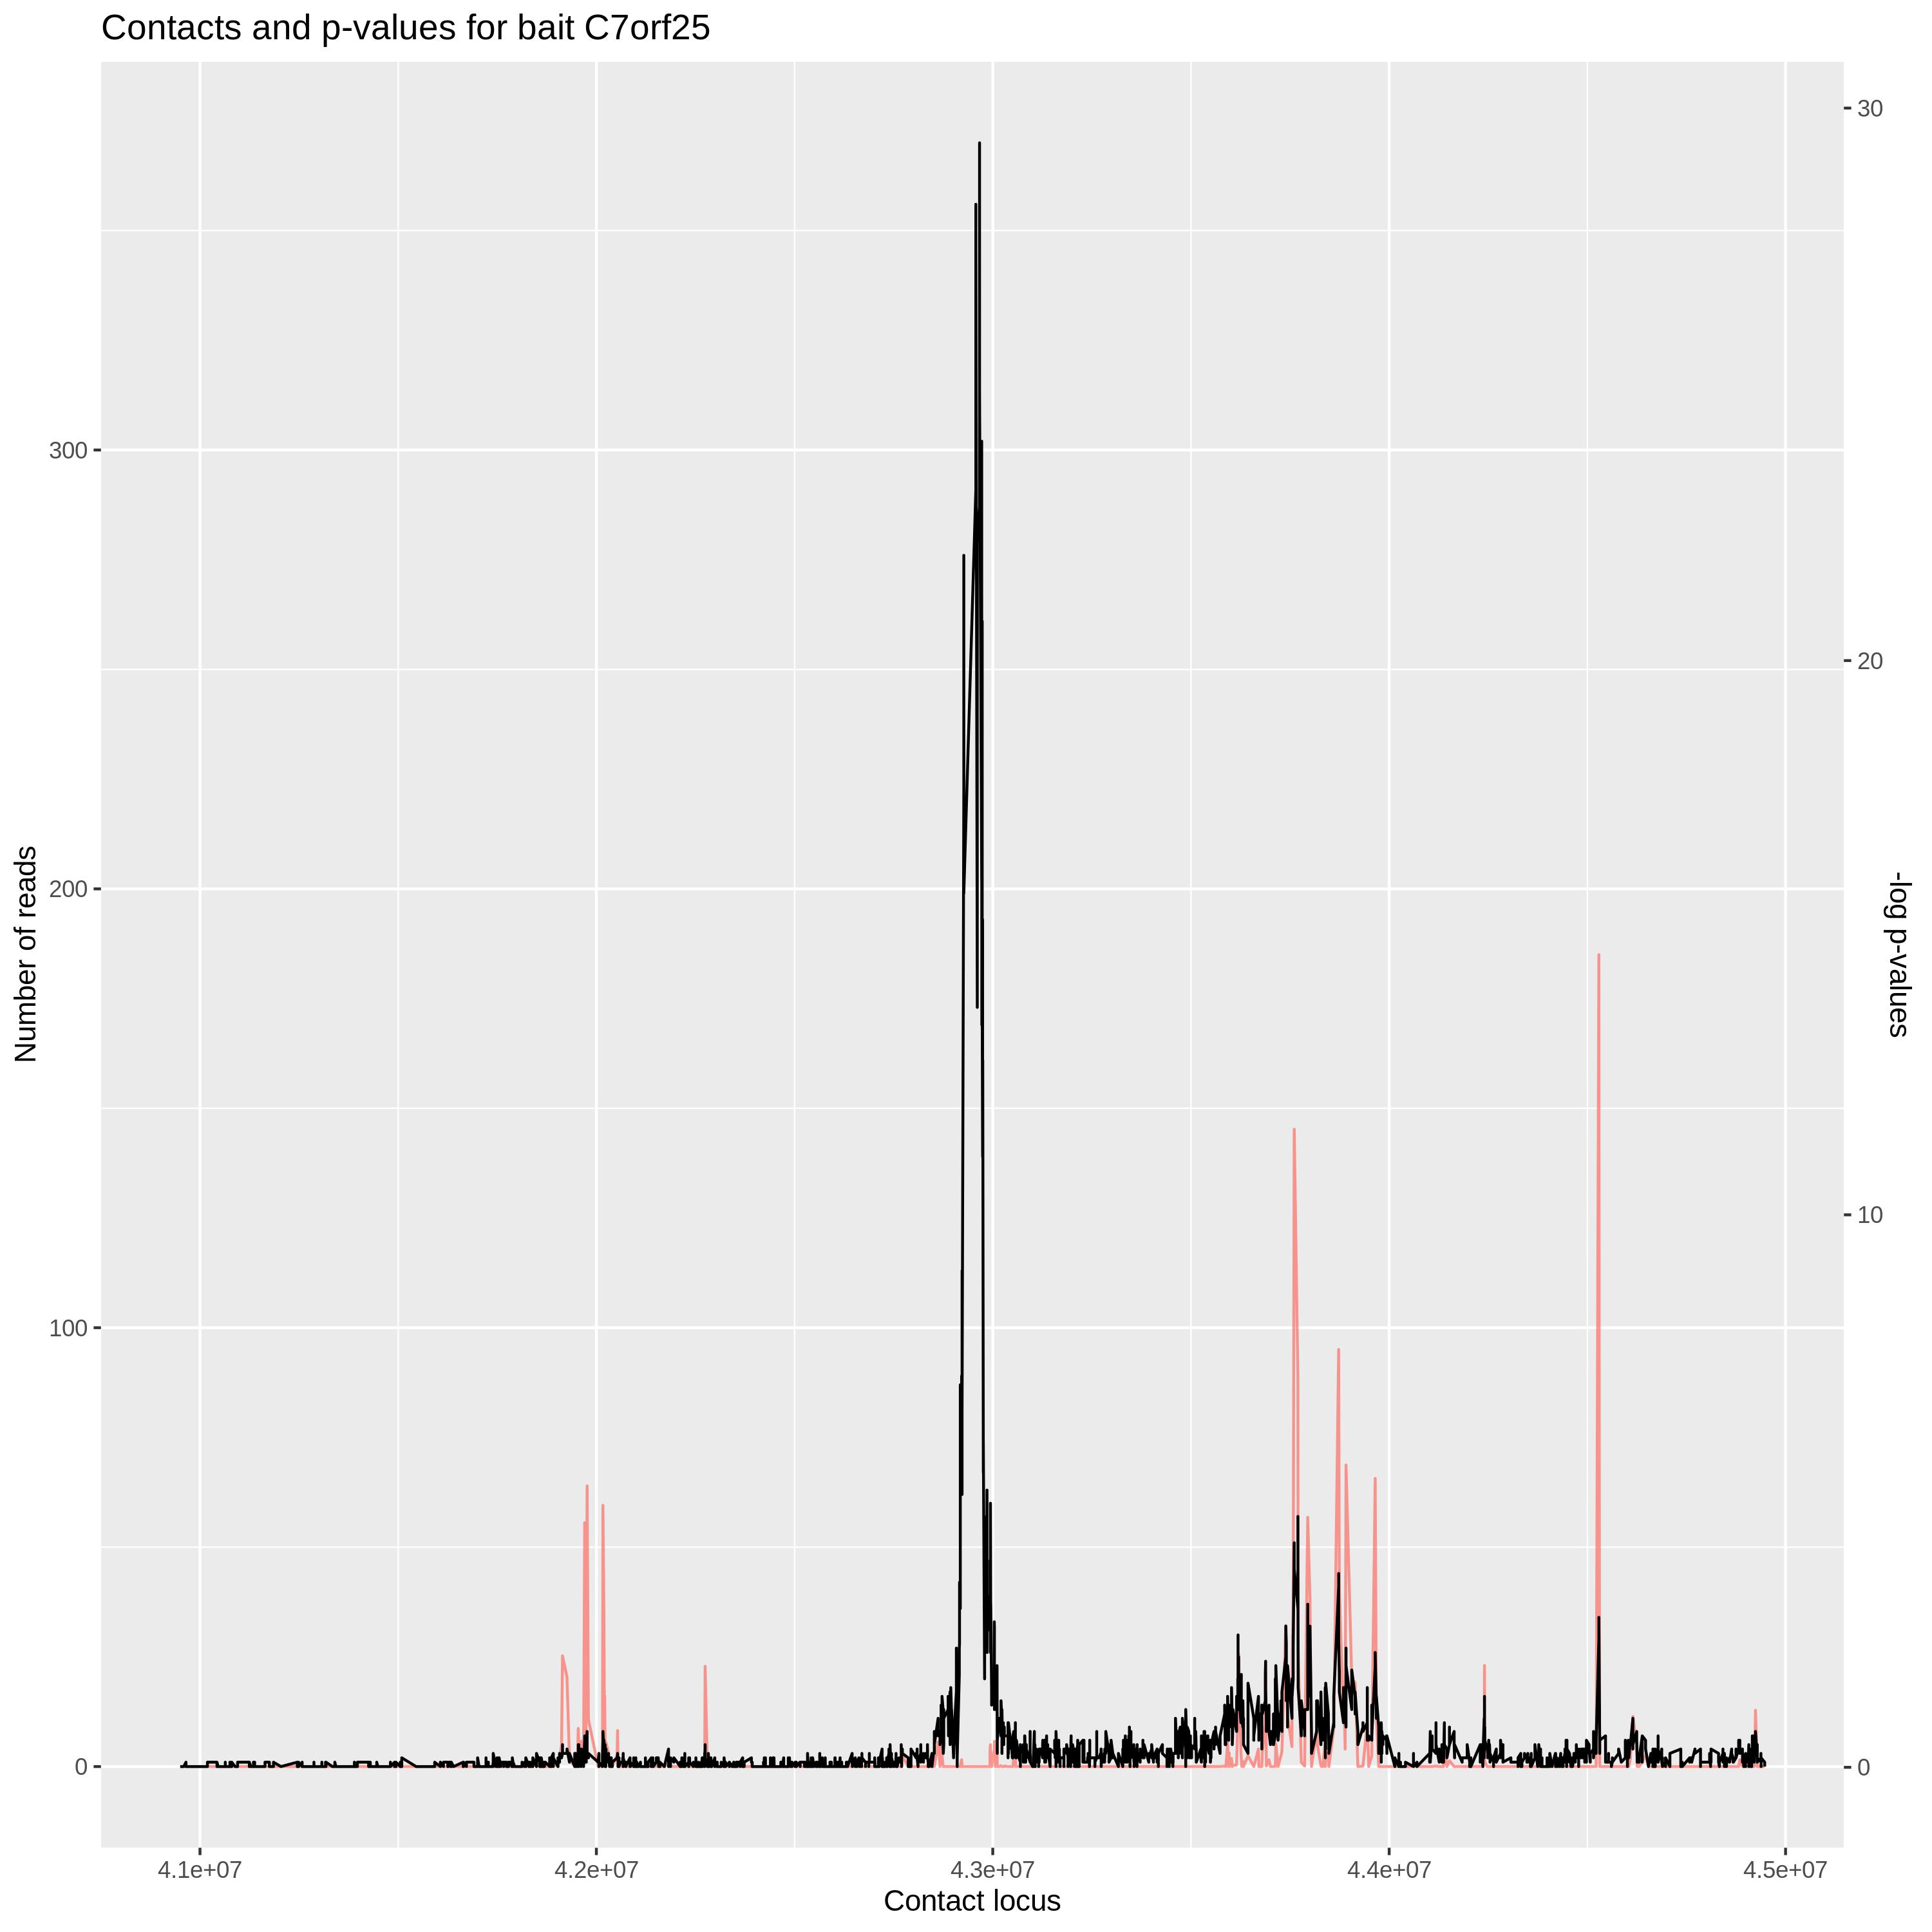 Contacts and p-values for bait C7orf25
Number of reads
300
200
100
0
-log p-values
30
20
10
0
4.1e+07 4.2e+07 4.3e+07 4.4e+07 4.5e+07
Contact locus